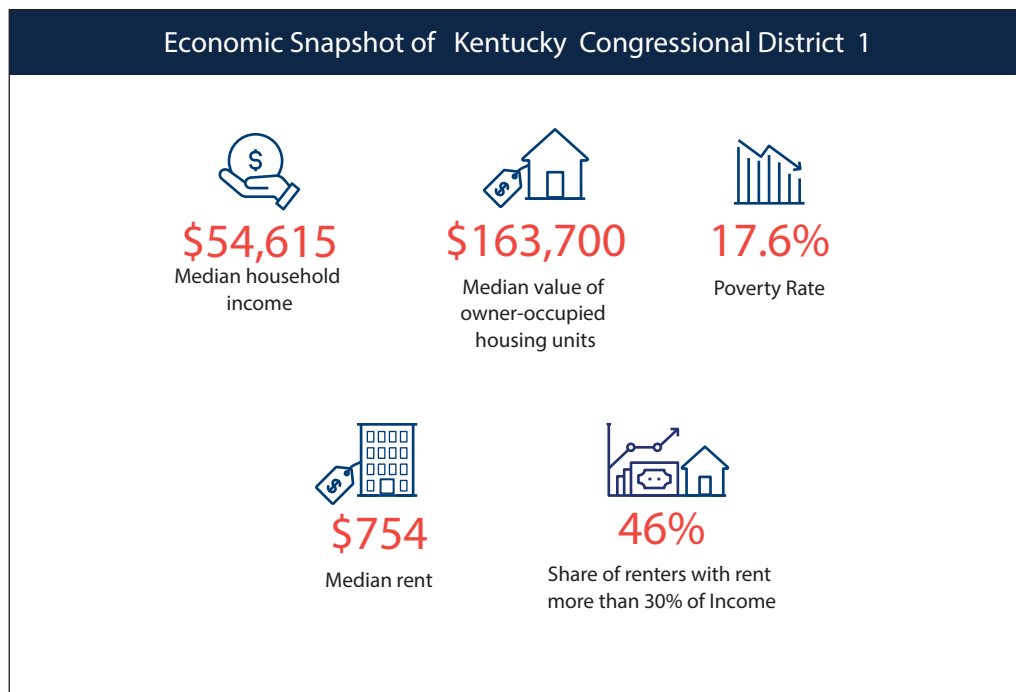 Economic Snapshot of Kentucky Congressional District 1
$
$
$54,615
Median household
income
$163,700
Median value of
owner-occupied
housing units
17.6%
Poverty Rate
$
$754
Median rent
46%
Share of renters with rent
more than 30% of Income